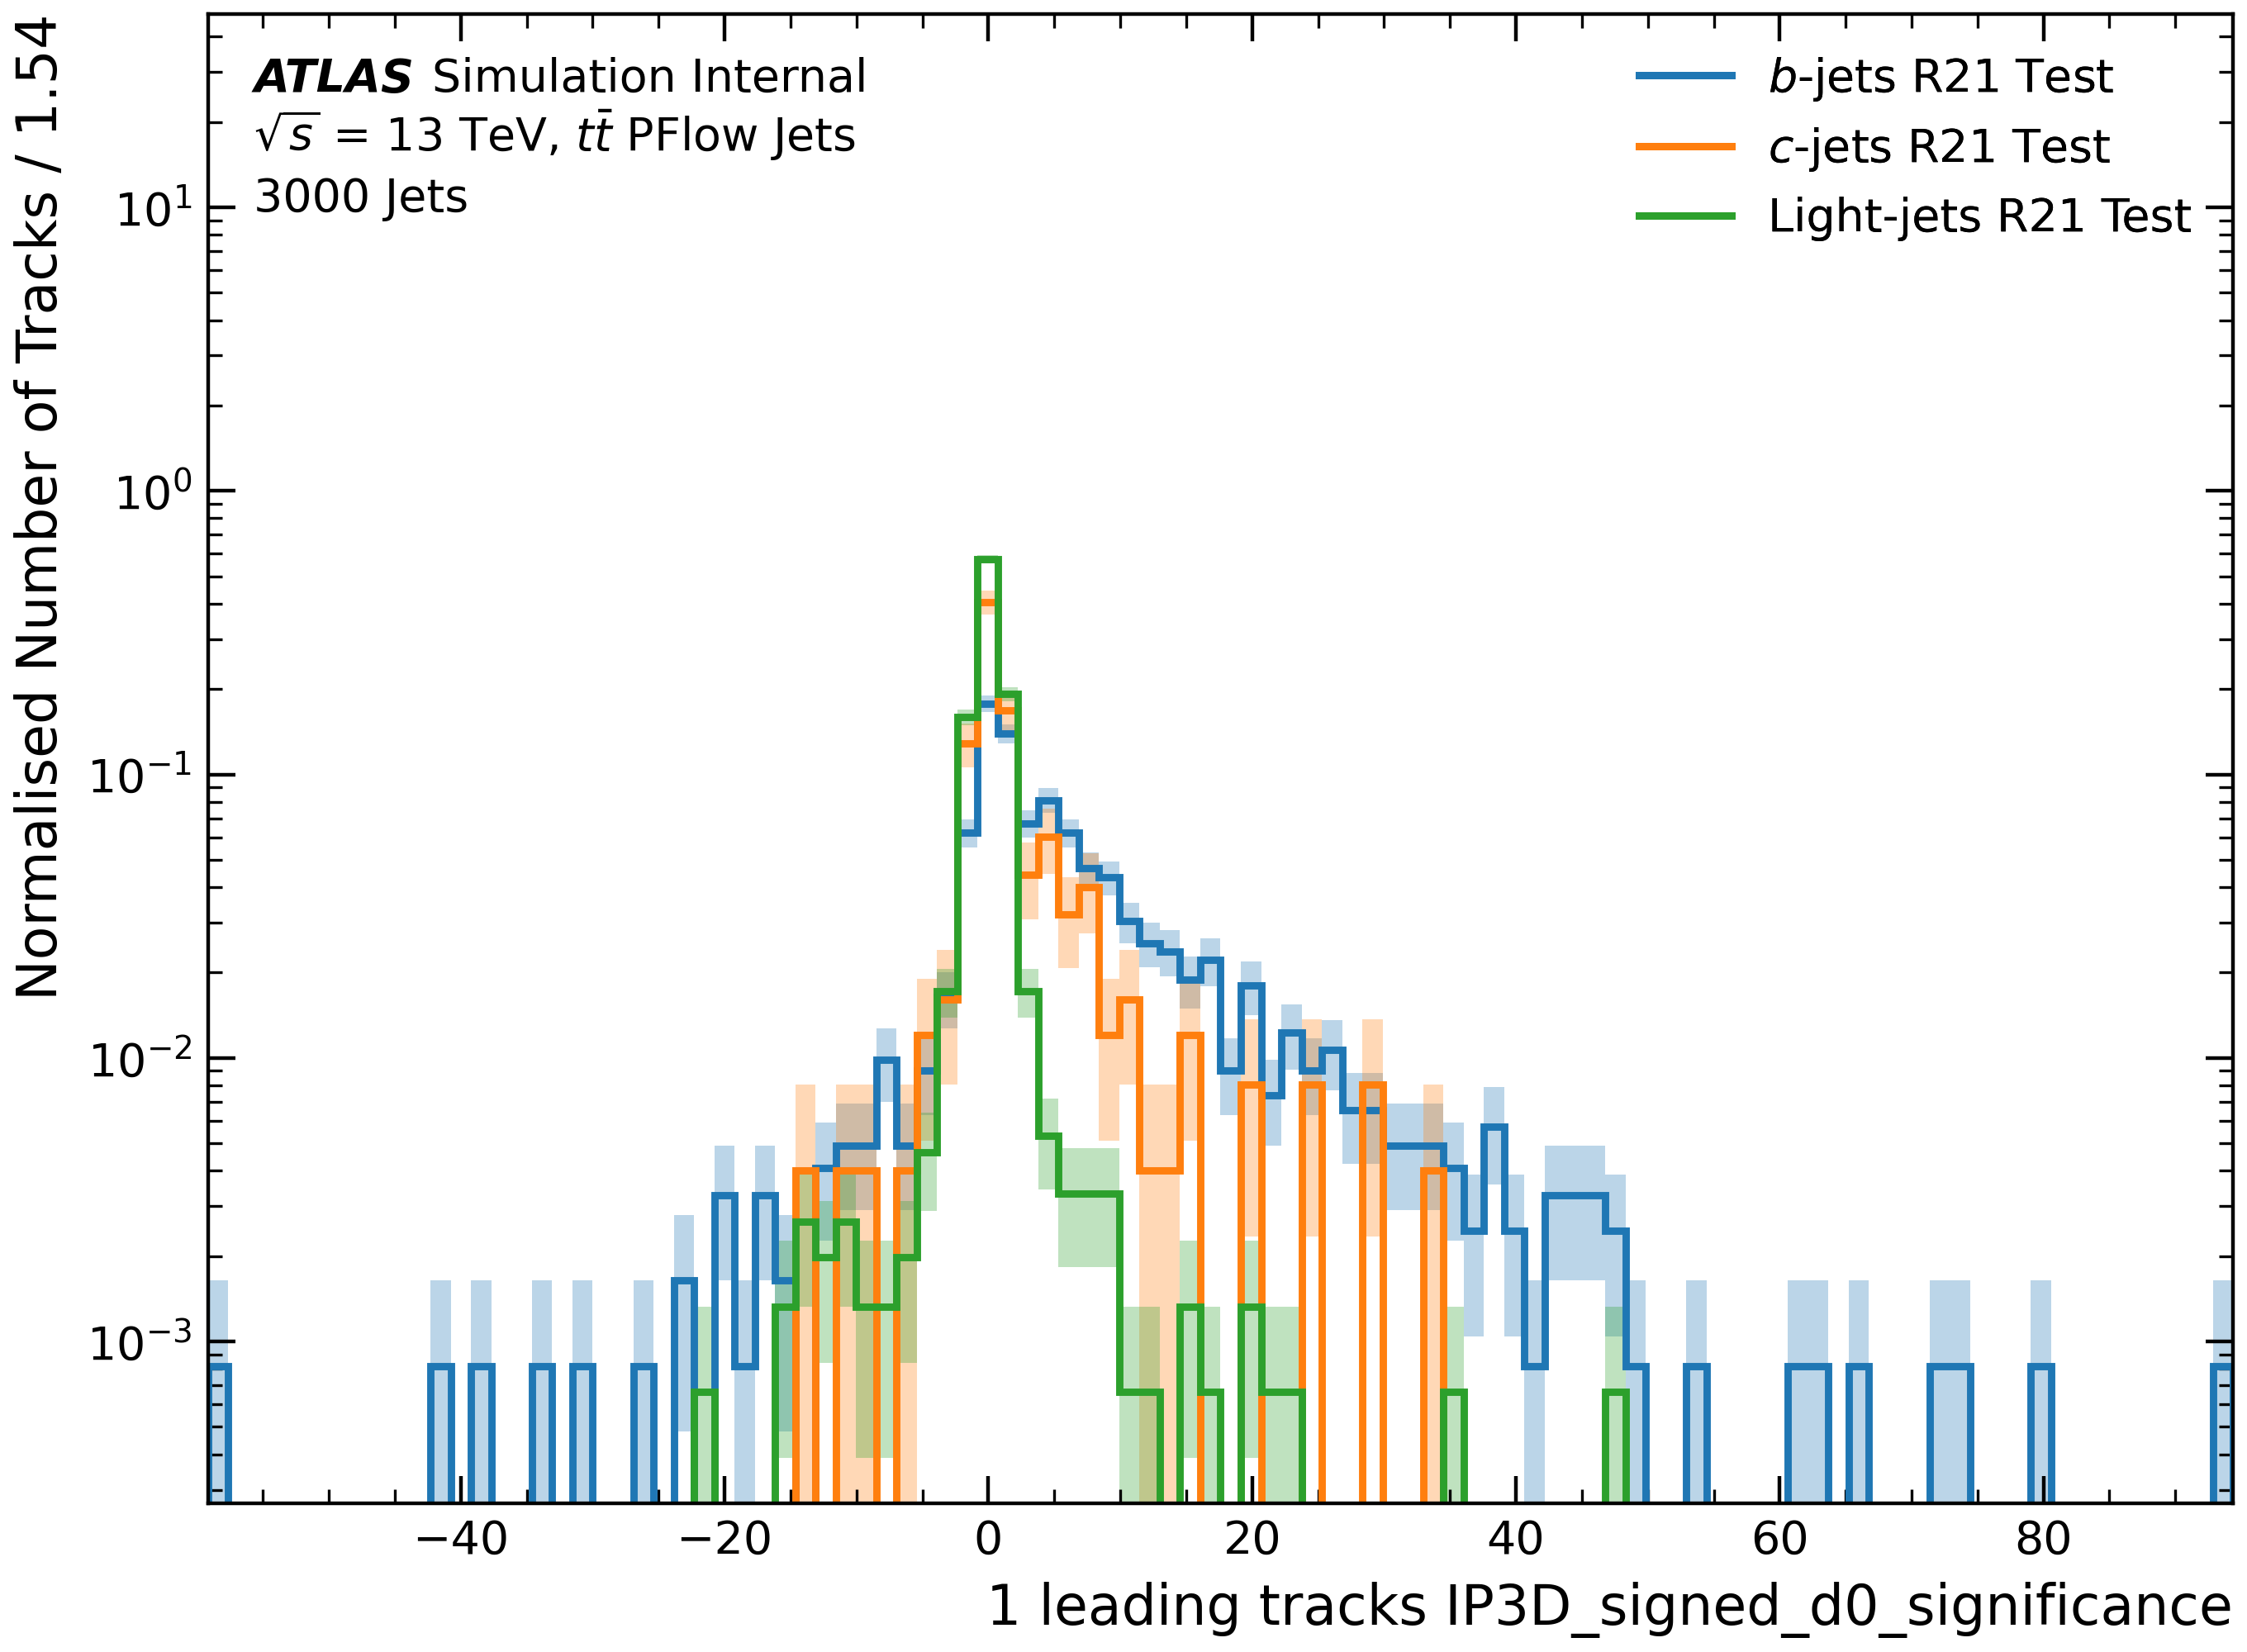 Normalised Number of Tracks / 1.54
ATLAS Simulation Internal
√s = 13 TeV, tt̄ PFlow Jets
3000 Jets
b-jets R21 Test
c-jets R21 Test
Light-jets R21 Test
10¹
10⁰
10⁻¹
10⁻²
10⁻³
−40 −20 0 20 40 60 80
1 leading tracks IP3D_signed_d0_significance